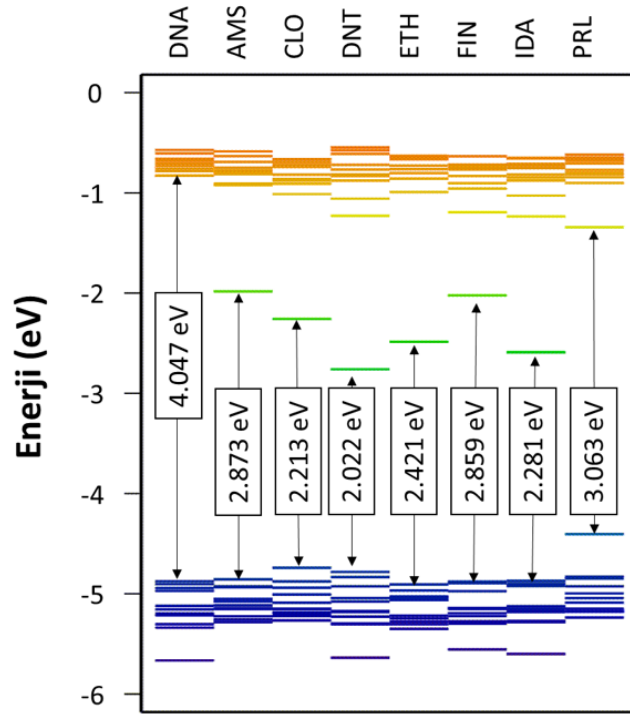 DNA
AMS
CLO
DNT
ETH
FIN
IDA
PRL
Enerji (eV)
0
-1
-2
-3
-4
-5
-6
4.047 eV
2.873 eV
2.213 eV
2.022 eV
2.421 eV
2.859 eV
2.281 eV
3.063 eV